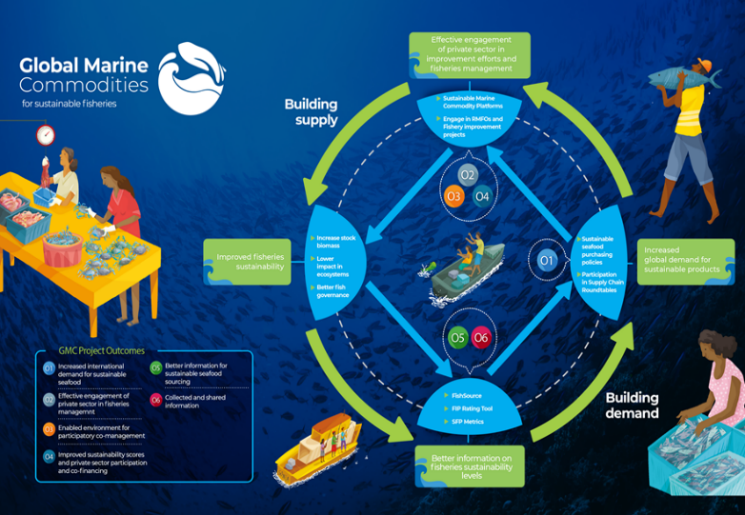 Global Marine
Commodities
for sustainable fisheries
Effective engagement
of private sector in
improvement efforts and
fisheries management
Building
supply
Sustainable Marine
Commodity Platforms
Engage in RMFOs and
Fishery improvement
projects
02
03
04
Improved fisheries
sustainability
Increase stock
biomass
Lower
impact in
ecosystems
Better fish
governance
01
Sustainable
seafood
purchasing
policies
Participation
in Supply Chain
Roundtables
Increased
global demand for
sustainable products
05
06
FishSource
FIP Rating Tool
SFP Metrics
Better information on
fisheries sustainability
levels
Building
demand
GMC Project Outcomes
01
Increased international
demand for sustainable
seafood
02
Effective engagement of
private sector in fisheries
managemnt
03
Enabled environment for
participatory co-management
04
Improved sustainability scores
and private sector participation
and co-financing
05
Better information for
sustainable seafood
sourcing
06
Collected and shared
information